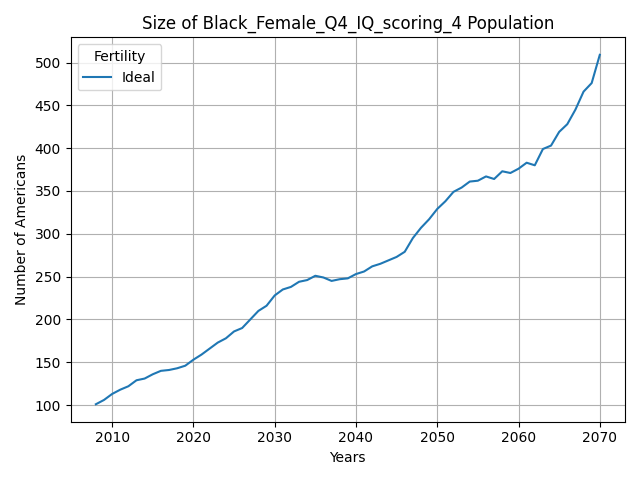 Size of Black_Female_Q4_IQ_scoring_4 Population
Fertility
Ideal
Number of Americans
500
450
400
350
300
250
200
150
100
2010 2020 2030 2040 2050 2060 2070
Years